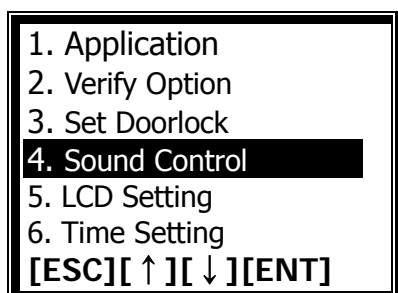 1. Application
2. Verify Option
3. Set Doorlock
4. Sound Control
5. LCD Setting
6. Time Setting
[ESC][↑][↓][ENT]